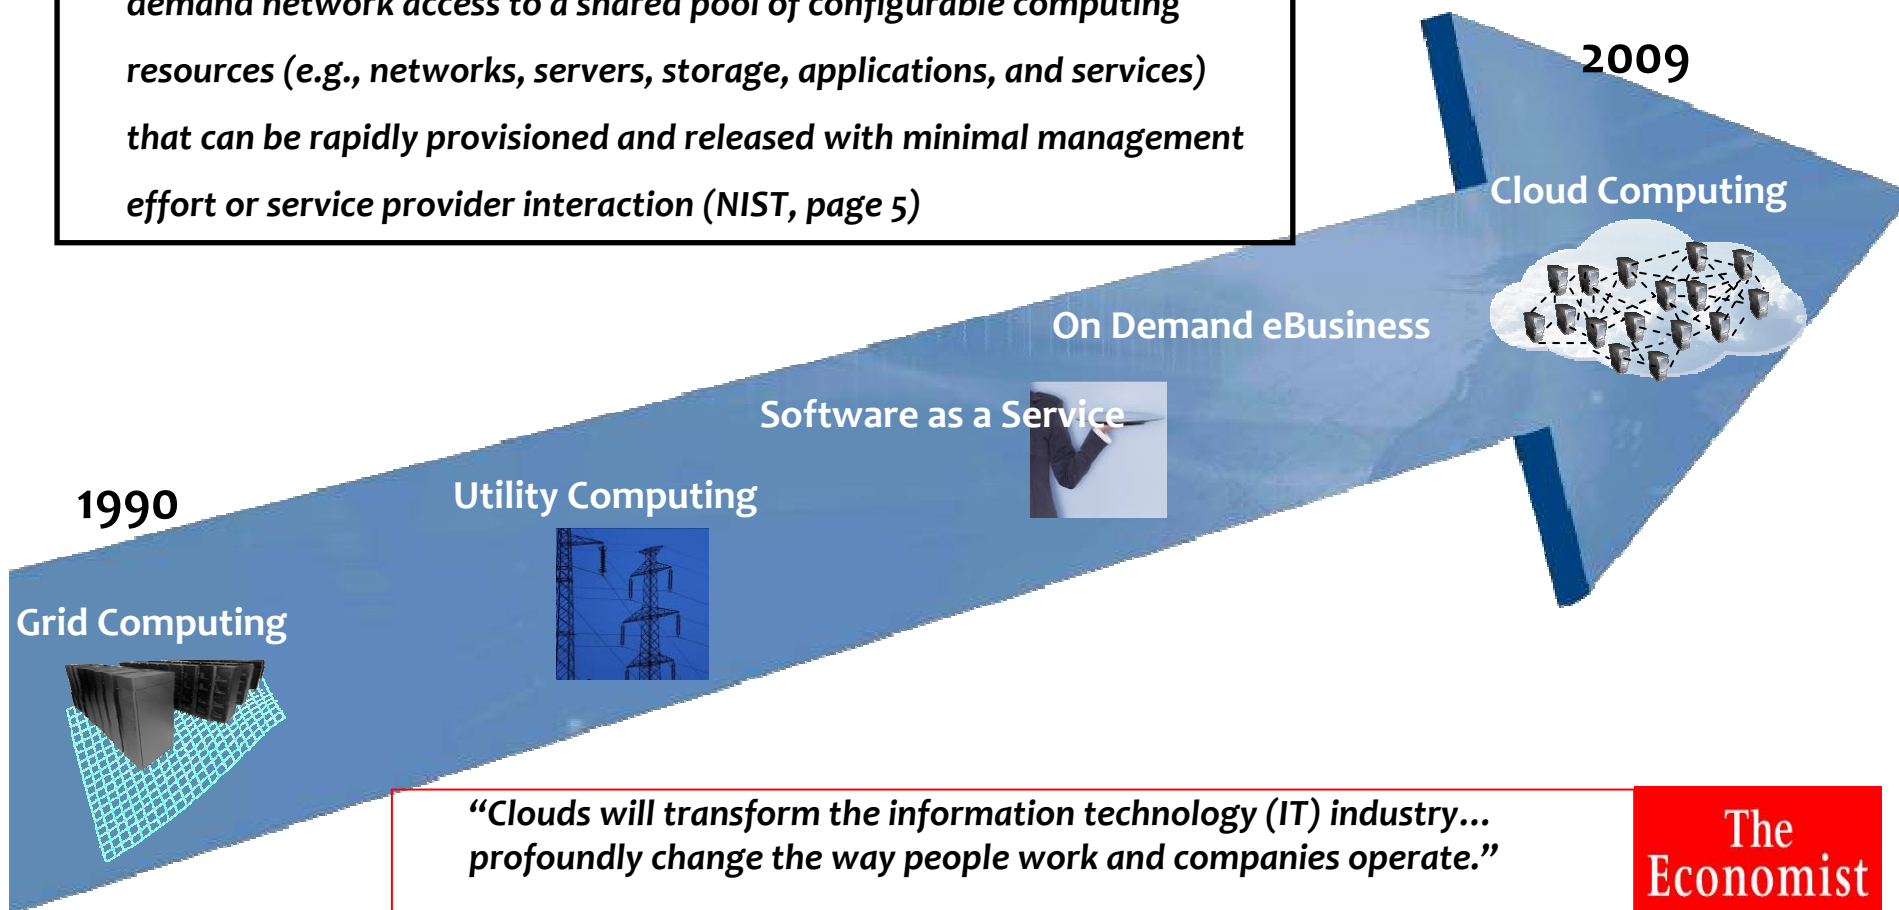 demand network access to a shared pool of configurable computing
resources (e.g., networks, servers, storage, applications, and services)
that can be rapidly provisioned and released with minimal management
effort or service provider interaction (NIST, page 5)
2009
Cloud Computing
On Demand eBusiness
Software as a Service
Utility Computing
1990
Grid Computing
“Clouds will transform the information technology (IT) industry…
profoundly change the way people work and companies operate.”
The
Economist